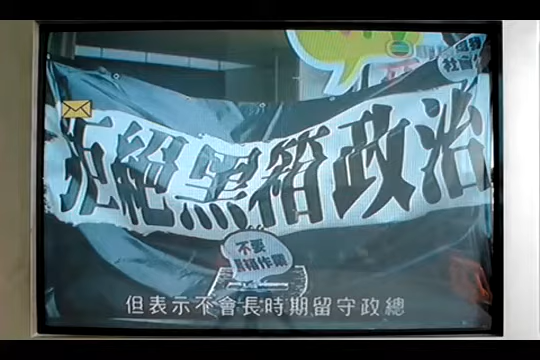 拒絕黑箱政治
不要
黑箱作業
但表示不會長時期留守政總